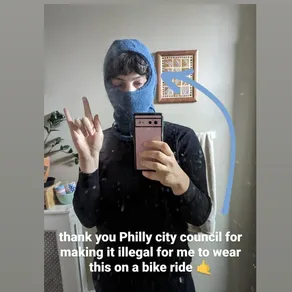 thank you Philly city council for
making it illegal for me to wear
this on a bike ride 🤙